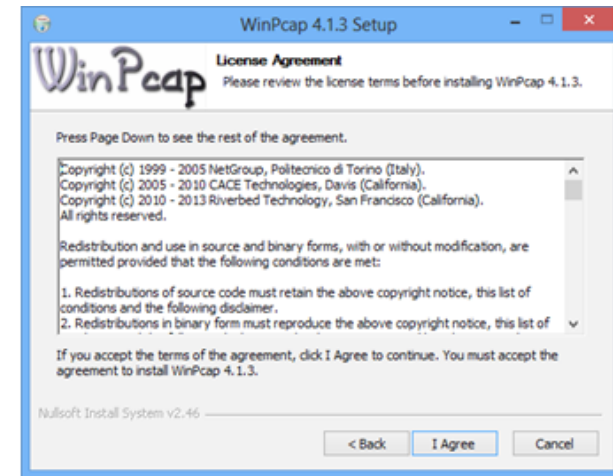 WinPcap 4.1.3 Setup
WinPcap
License Agreement
Please review the license terms before installing WinPcap 4.1.3.
Press Page Down to see the rest of the agreement.
Copyright (c) 1999 - 2005 NetGroup, Politecnico di Torino (Italy).
Copyright (c) 2005 - 2010 CACE Technologies, Davis (California).
Copyright (c) 2010 - 2013 Riverbed Technology, San Francisco (California).
All rights reserved.
Redistribution and use in source and binary forms, with or without modification, are
permitted provided that the following conditions are met:
1. Redistributions of source code must retain the above copyright notice, this list of
conditions and the following disclaimer.
2. Redistributions in binary form must reproduce the above copyright notice, this list of
If you accept the terms of the agreement, click I Agree to continue. You must accept the
agreement to install WinPcap 4.1.3.
Nullsoft Install System v2.46
< Back
I Agree
Cancel